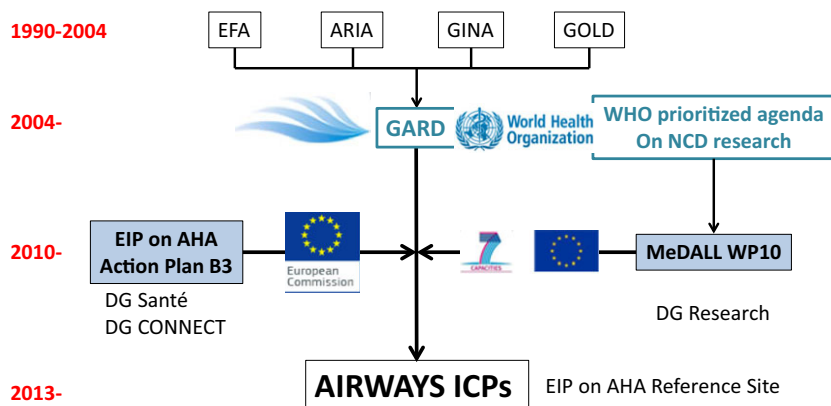 1990-2004
EFA
ARIA
GINA
GOLD
2004-
GARD
World Health
Organization
WHO prioritized agenda
On NCD research
2010-
EIP on AHA
Action Plan B3
European
Commission
7
CAPACITIES
MeDALL WP10
DG Santé
DG CONNECT
DG Research
2013-
AIRWAYS ICPs
EIP on AHA Reference Site